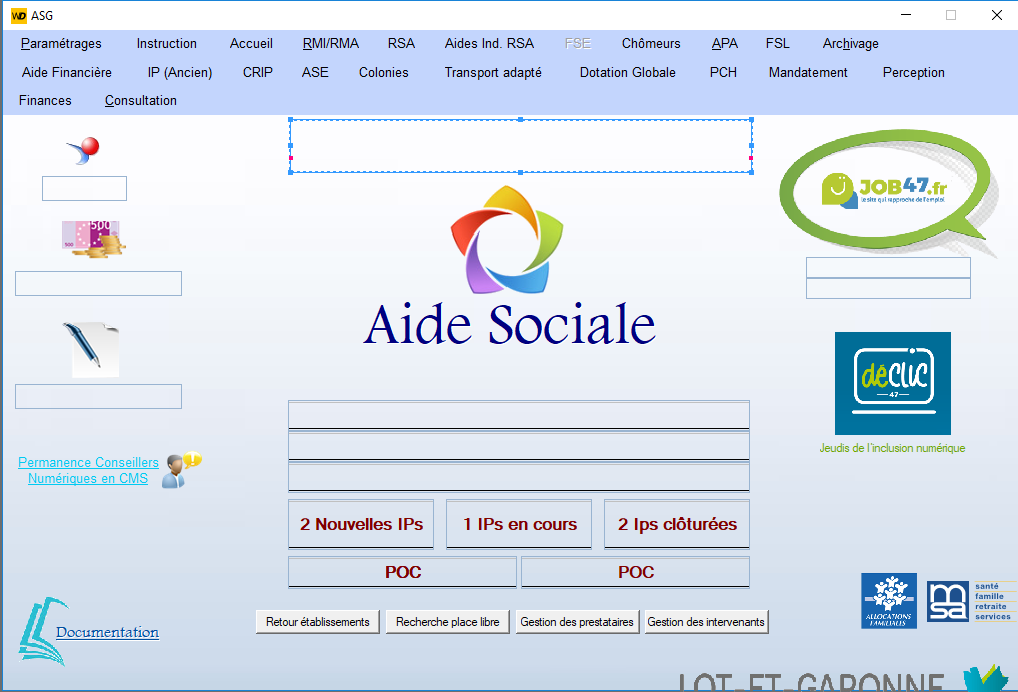 ASG
Paramétrages Instruction Accueil RMI/RMA RSA Aides Ind. RSA FSE Chômeurs APA FSL Archivage
Aide Financière IP (Ancien) CRIP ASE Colonies Transport adapté Dotation Globale PCH Mandatement Perception
Finances Consultation
500
JOB47.fr
le site qui rapproche de l'emploi
Aide Sociale
déCLIC
47
Jeudis de l'inclusion numérique
Permanence Conseillers
Numériques en CMS
2 Nouvelles IPs 1 IPs en cours 2 Ips clôturées
POC POC
ALLOCATIONS
FAMILIALES
msa
santé
famille
retraite
services
Retour établissements Recherche place libre Gestion des prestataires Gestion des intervenants
Documentation
LOT-ET-GARONNE